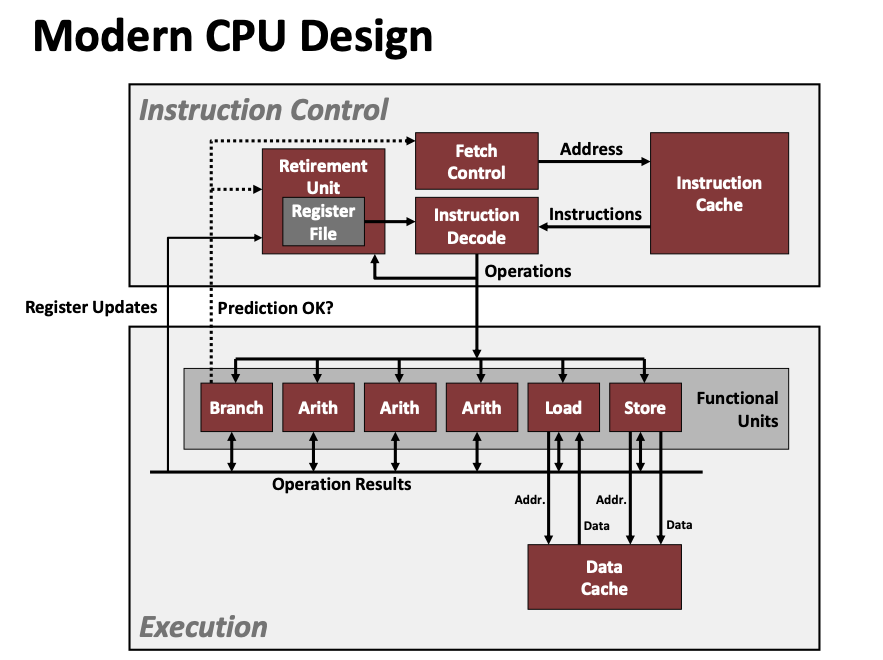 Modern CPU Design
Instruction Control
Retirement
Unit
Register
File
Fetch
Control
Address
Instruction
Cache
Instruction
Decode
Instructions
Operations
Register Updates
Prediction OK?
Branch
Arith
Arith
Arith
Load
Store
Functional
Units
Operation Results
Addr.
Addr.
Data
Data
Data
Cache
Execution